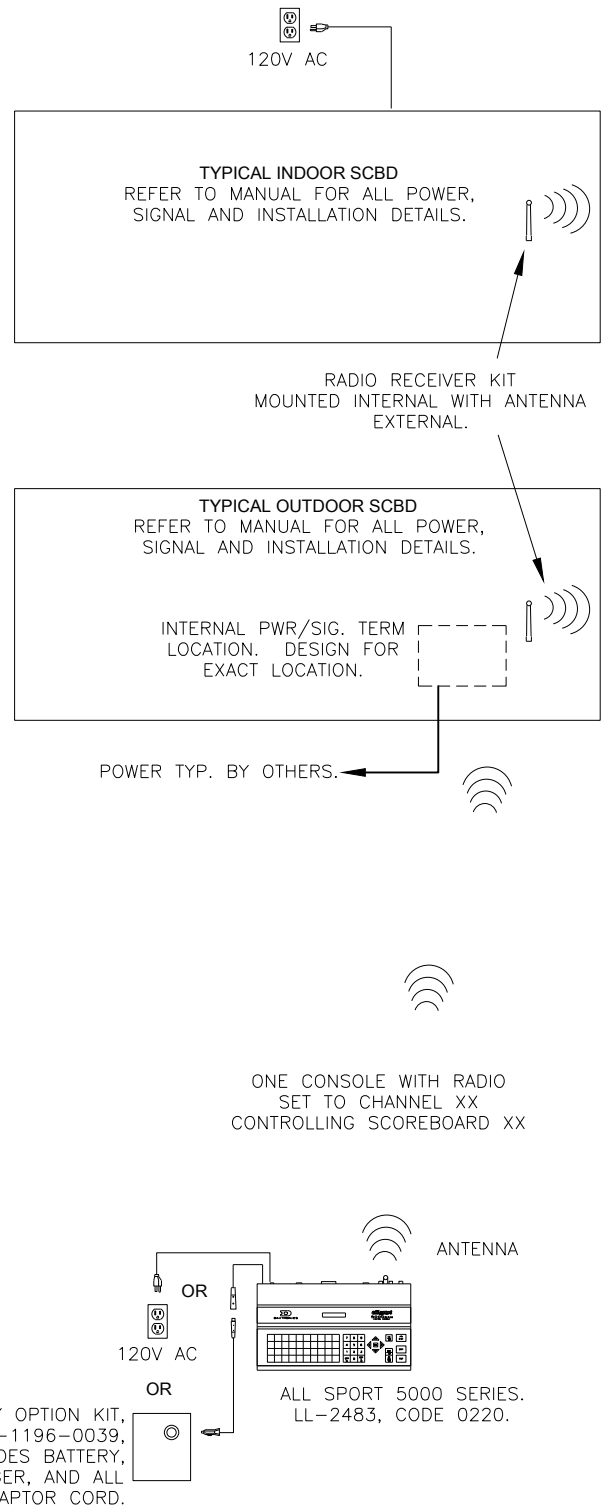 120V AC
TYPICAL INDOOR SCBD
REFER TO MANUAL FOR ALL POWER,
SIGNAL AND INSTALLATION DETAILS.
RADIO RECEIVER KIT
MOUNTED INTERNAL WITH ANTENNA
EXTERNAL.
TYPICAL OUTDOOR SCBD
REFER TO MANUAL FOR ALL POWER,
SIGNAL AND INSTALLATION DETAILS.
INTERNAL PWR/SIG. TERM
LOCATION. DESIGN FOR
EXACT LOCATION.
POWER TYP. BY OTHERS.
ONE CONSOLE WITH RADIO
SET TO CHANNEL XX
CONTROLLING SCOREBOARD XX
ANTENNA
OR
120V AC
OR
DAKTRONICS
ALL SPORT 5000 SERIES.
LL-2483, CODE 0220.
OPTION KIT,
-1196-0039,
BATTERY,
AND ALL
CORD.